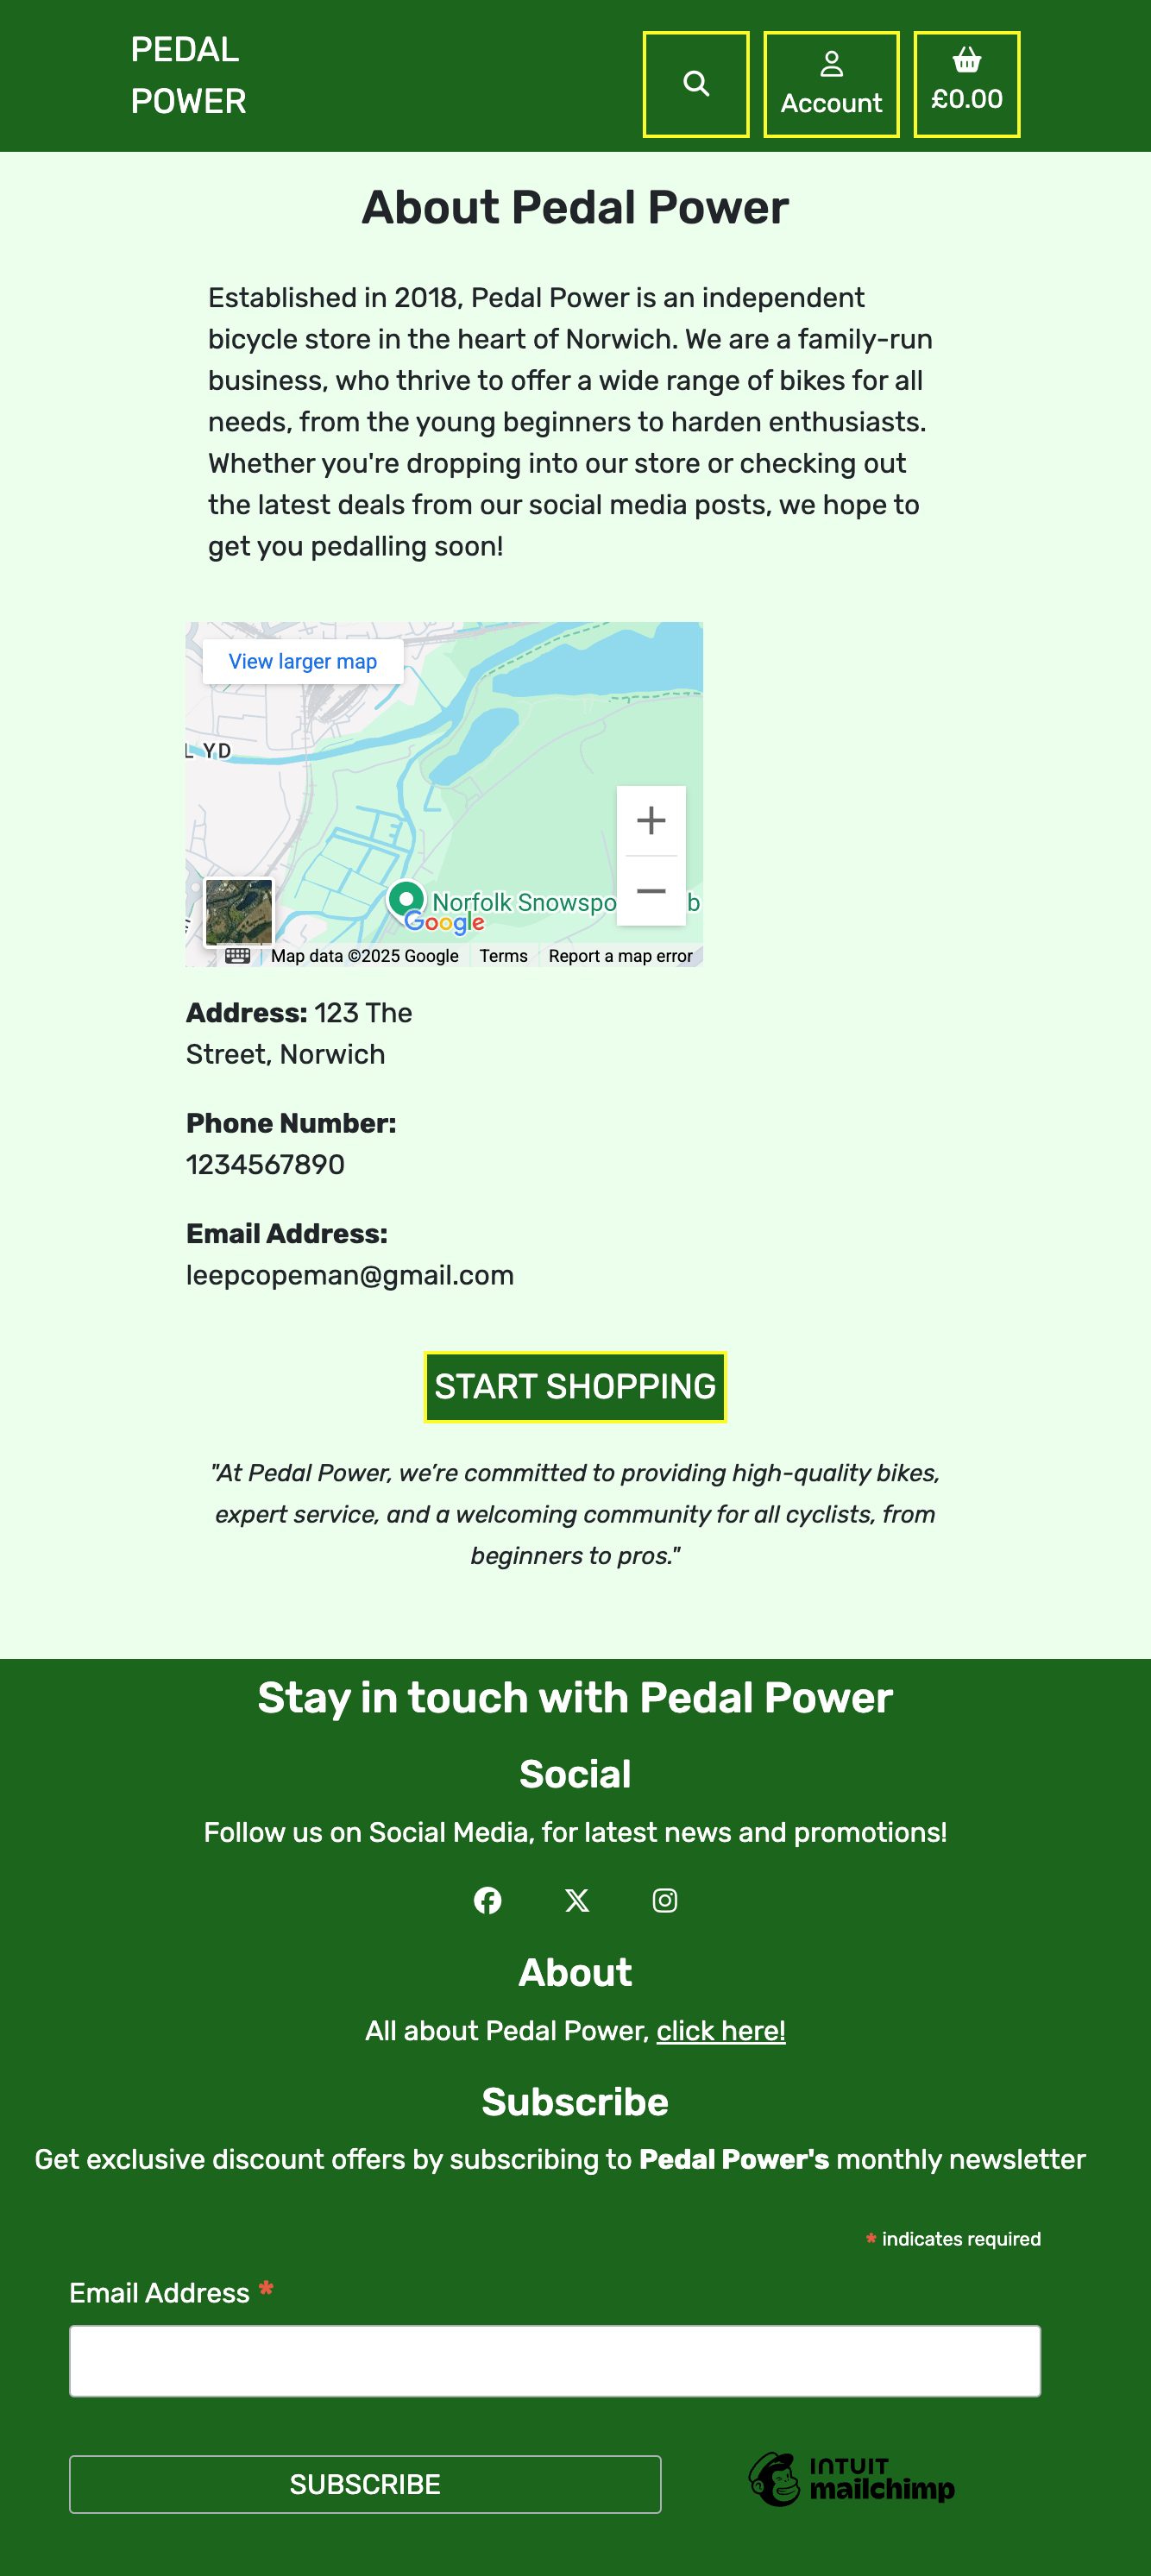 PEDAL
POWER
Account
£0.00
About Pedal Power
Established in 2018, Pedal Power is an independent
bicycle store in the heart of Norwich. We are a family-run
business, who thrive to offer a wide range of bikes for all
needs, from the young beginners to harden enthusiasts.
Whether you're dropping into our store or checking out
the latest deals from our social media posts, we hope to
get you pedalling soon!
View larger map
L YD
Norfolk Snowspo b
Google
Map data ©2025 Google Terms Report a map error
Address: 123 The
Street, Norwich
Phone Number:
1234567890
Email Address:
leepcopeman@gmail.com
START SHOPPING
"At Pedal Power, we’re committed to providing high-quality bikes,
expert service, and a welcoming community for all cyclists, from
beginners to pros."
Stay in touch with Pedal Power
Social
Follow us on Social Media, for latest news and promotions!
About
All about Pedal Power, click here!
Subscribe
Get exclusive discount offers by subscribing to Pedal Power's monthly newsletter
* indicates required
Email Address *
SUBSCRIBE
INTUIT
mailchimp